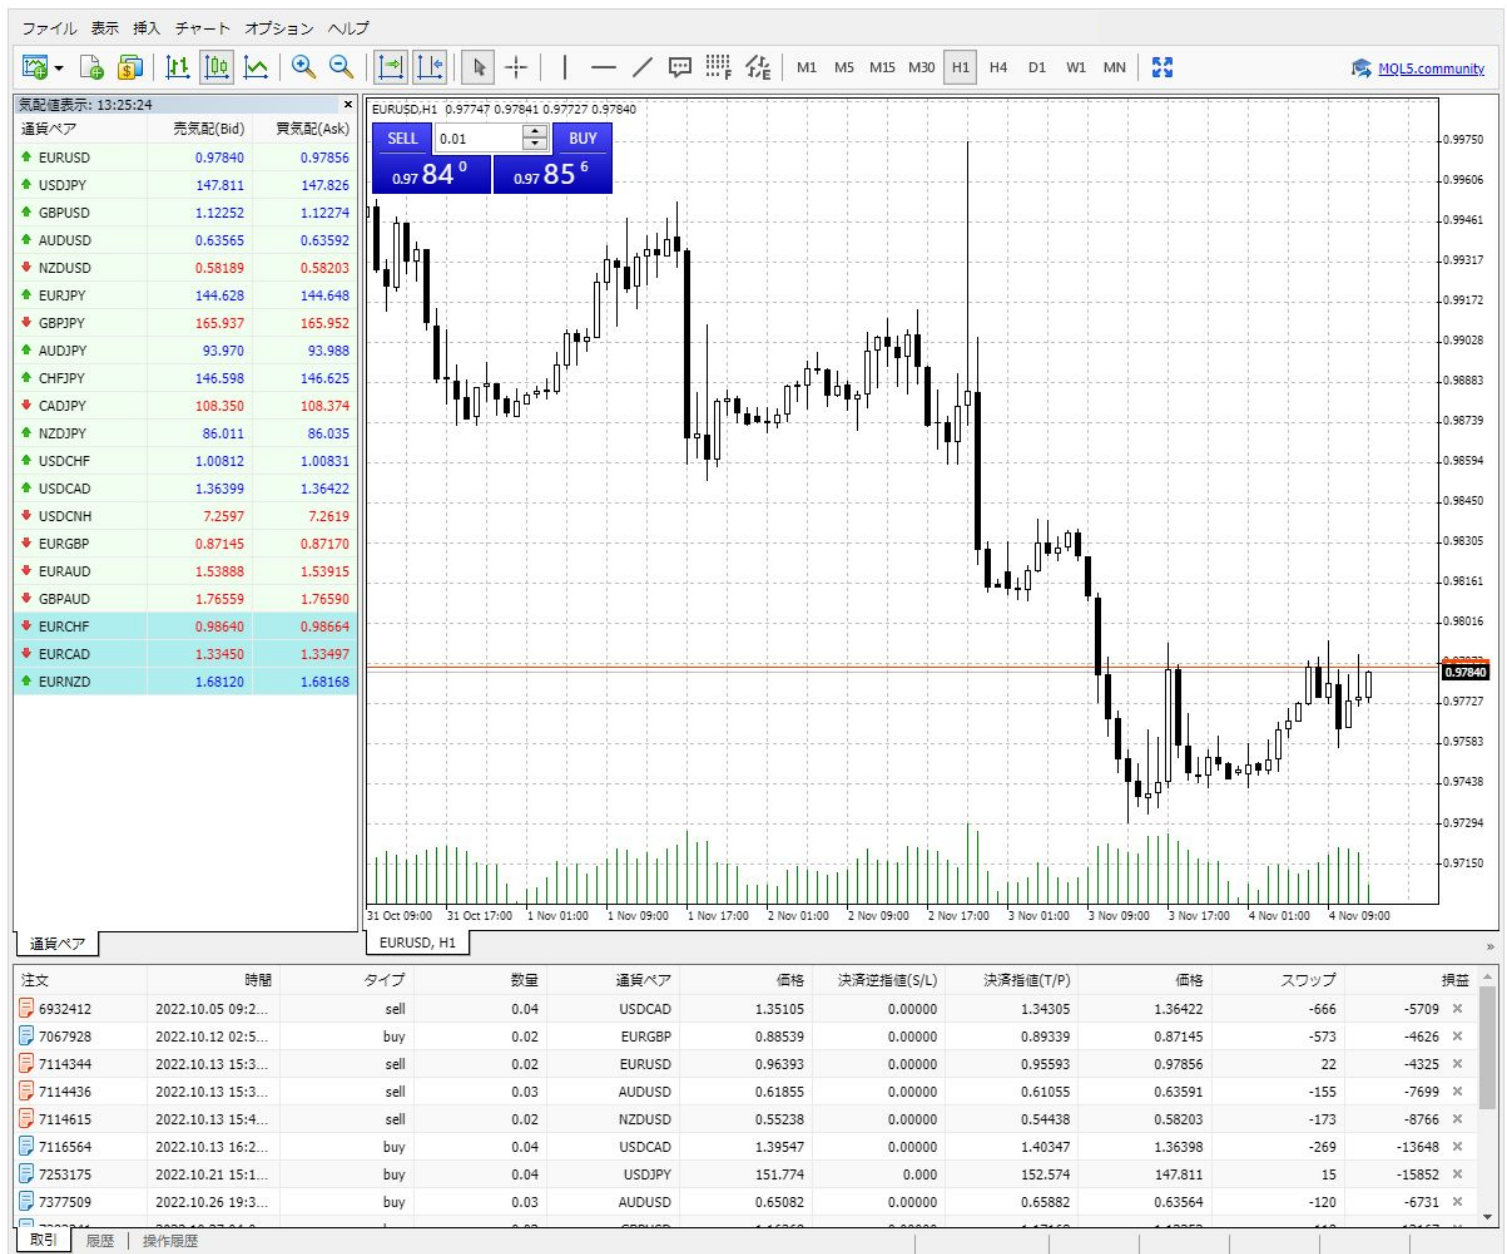 ファイル 表示 挿入 チャート オプション ヘルプ
F E M1 M5 M15 M30 H1 H4 D1 W1 MN MQL5.community
気配値表示: 13:25:24
通貨ペア 売気配(Bid) 買気配(Ask)
EURUSD 0.97840 0.97856
USDJPY 147.811 147.826
GBPUSD 1.12252 1.12274
AUDUSD 0.63565 0.63592
NZDUSD 0.58189 0.58203
EURJPY 144.628 144.648
GBPJPY 165.937 165.952
AUDJPY 93.970 93.988
CHFJPY 146.598 146.625
CADJPY 108.350 108.374
NZDJPY 86.011 86.035
USDCHF 1.00812 1.00831
USDCAD 1.36399 1.36422
USDCNH 7.2597 7.2619
EURGBP 0.87145 0.87170
EURAUD 1.53888 1.53915
GBPAUD 1.76559 1.76590
EURCHF 0.98640 0.98664
EURCAD 1.33450 1.33497
EURNZD 1.68120 1.68168
通貨ペア
EURUSD,H1 0.97747 0.97841 0.97727 0.97840
SELL 0.01 BUY
0.97 84 0 0.97 85 6
0.99750
0.99606
0.99461
0.99317
0.99172
0.99028
0.98883
0.98739
0.98594
0.98450
0.98305
0.98161
0.98016
0.97840
0.97727
0.97583
0.97438
0.97294
0.97150
31 Oct 09:00 31 Oct 17:00 1 Nov 01:00 1 Nov 09:00 1 Nov 17:00 2 Nov 01:00 2 Nov 09:00 2 Nov 17:00 3 Nov 01:00 3 Nov 09:00 3 Nov 17:00 4 Nov 01:00 4 Nov 09:00
EURUSD, H1
注文 時間 タイプ 数量 通貨ペア 価格 決済逆指値(S/L) 決済指値(T/P) 価格 スワップ 損益
6932412 2022.10.05 09:2... sell 0.04 USDCAD 1.35105 0.00000 1.34305 1.36422 -666 -5709
7067928 2022.10.12 02:5... buy 0.02 EURGBP 0.88539 0.00000 0.89339 0.87145 -573 -4626
7114344 2022.10.13 15:3... sell 0.02 EURUSD 0.96393 0.00000 0.95593 0.97856 22 -4325
7114436 2022.10.13 15:3... sell 0.03 AUDUSD 0.61855 0.00000 0.61055 0.63591 -155 -7699
7114615 2022.10.13 15:4... sell 0.02 NZDUSD 0.55238 0.00000 0.54438 0.58203 -173 -8766
7116564 2022.10.13 16:2... buy 0.04 USDCAD 1.39547 0.00000 1.40347 1.36398 -269 -13648
7253175 2022.10.21 15:1... buy 0.04 USDJPY 151.774 0.000 152.574 147.811 15 -15852
7377509 2022.10.26 19:3... buy 0.03 AUDUSD 0.65082 0.00000 0.65882 0.63564 -120 -6731
取引 履歴 操作履歴